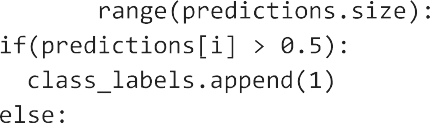 range(predictions.size):
if(predictions[i] > 0.5):
class_labels.append(1)
else: